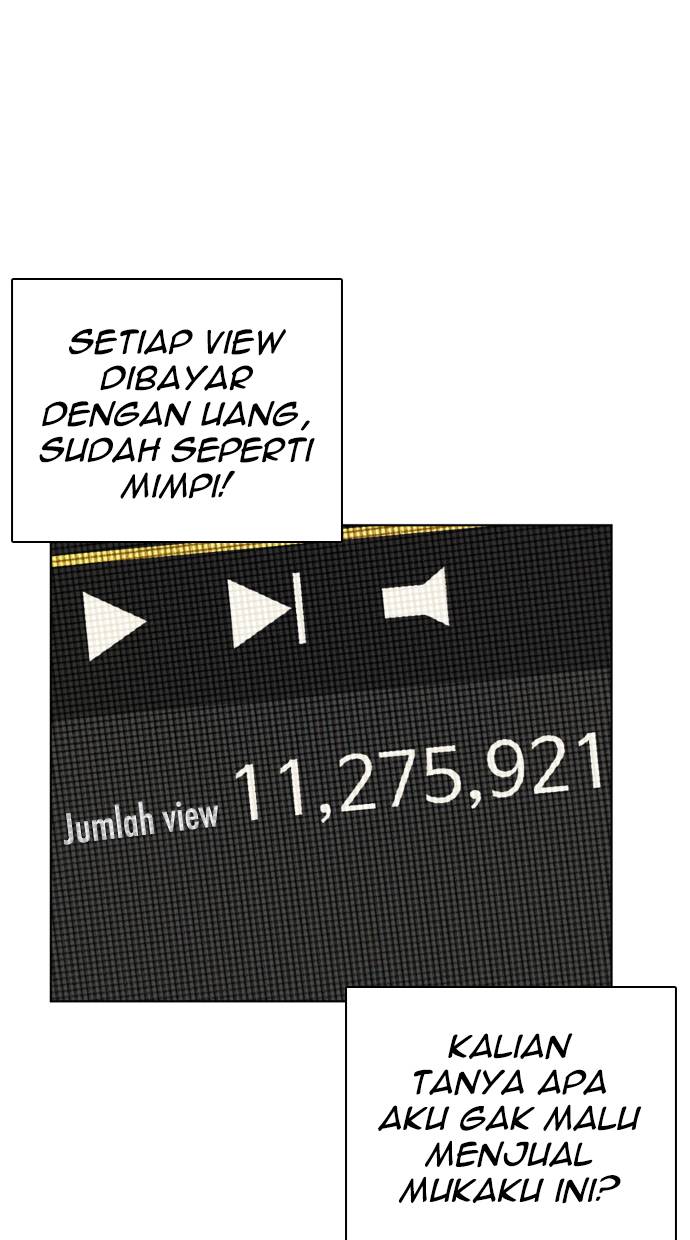 SETIAP VIEW
DIBAYAR
DENGAN UANG,
SUDAH SEPERTI
MIMPI!
Jumlah view 11,275,921
KALIAN
TANYA APA
AKU GAK MALU
MENJUAL
MUKAKU INI?